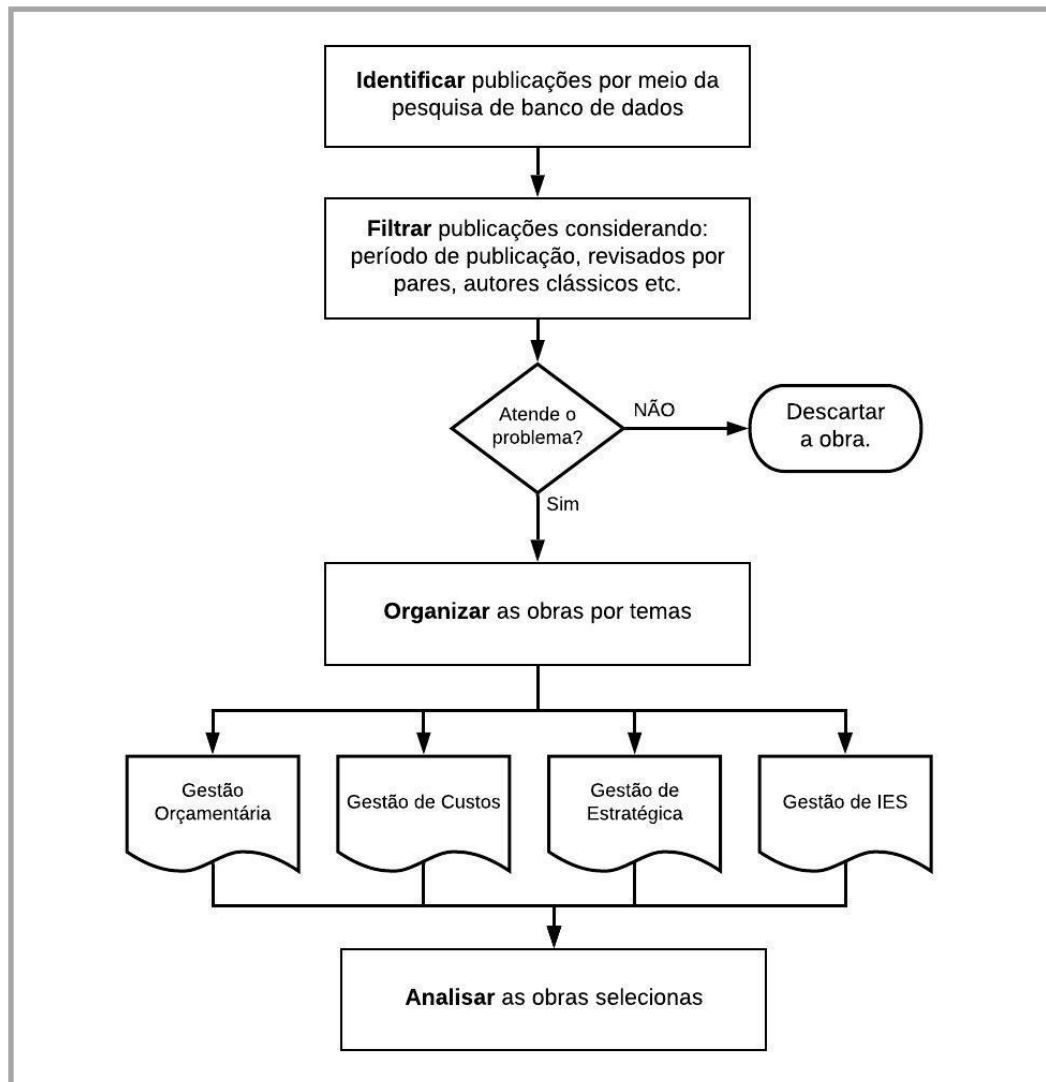 Identificar publicações por meio da
pesquisa de banco de dados
Filtrar publicações considerando:
período de publicação, revisados por
pares, autores clássicos etc.
Atende o
problema?
NÃO
Descartar
a obra.
Sim
Organizar as obras por temas
Gestão
Orçamentária
Gestão de Custos
Gestão de
Estratégica
Gestão de IES
Analisar as obras selecionas